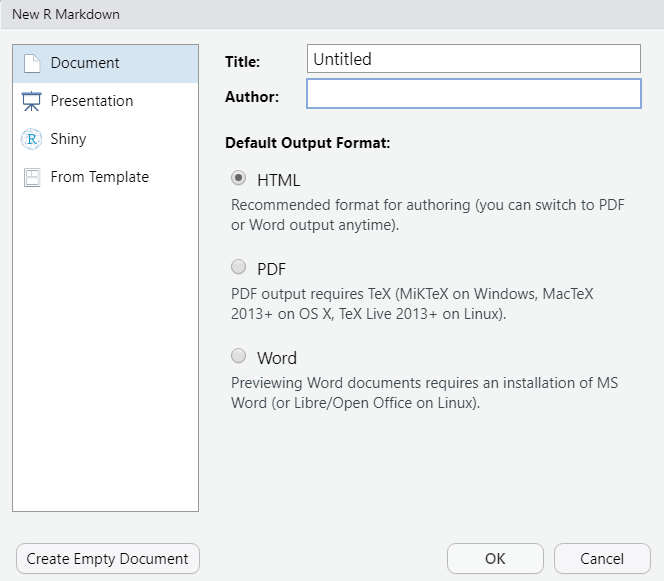 New R Markdown
Document
Presentation
R Shiny
From Template
Title: Untitled
Author:
Default Output Format:
HTML
Recommended format for authoring (you can switch to PDF
or Word output anytime).
PDF
PDF output requires TeX (MiKTeX on Windows, MacTeX
2013+ on OS X, TeX Live 2013+ on Linux).
Word
Previewing Word documents requires an installation of MS
Word (or Libre/Open Office on Linux).
Create Empty Document
OK
Cancel